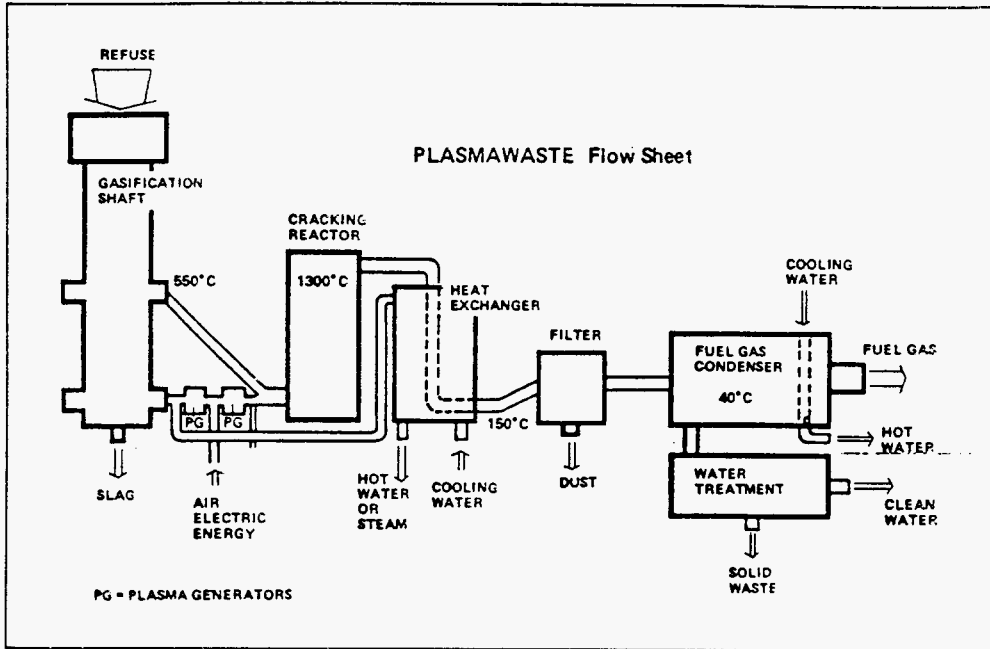 REFUSE
PLASMAWASTE Flow Sheet
GASIFICATION
SHAFT
CRACKING
REACTOR
550°C
1300°C
HEAT
EXCHANGER
COOLING
WATER
FILTER
FUEL GAS
CONDENSER
FUEL GAS
40°C
PG
PG
150°C
HOT
WATER
SLAG
AIR
ELECTRIC
ENERGY
HOT
WATER
OR
STEAM
COOLING
WATER
DUST
WATER
TREATMENT
CLEAN
WATER
SOLID
WASTE
PG = PLASMA GENERATORS